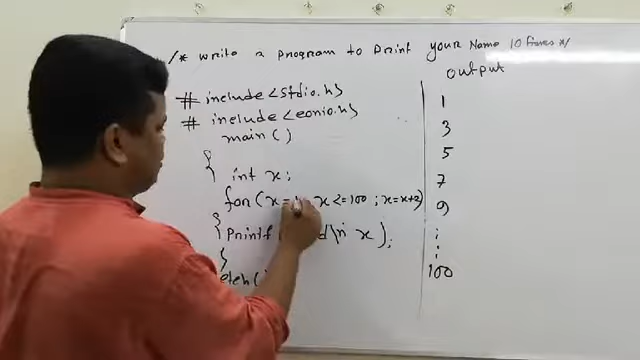 /* write a program to print your Name 10 times */
# include <stdio.h>
# include <conio.h>
main ( )
{
int x;
for (x= x<=100 ; x=x+2)
{ printf d\n x );
}
getch(
output
1
3
5
7
9
:
:
100